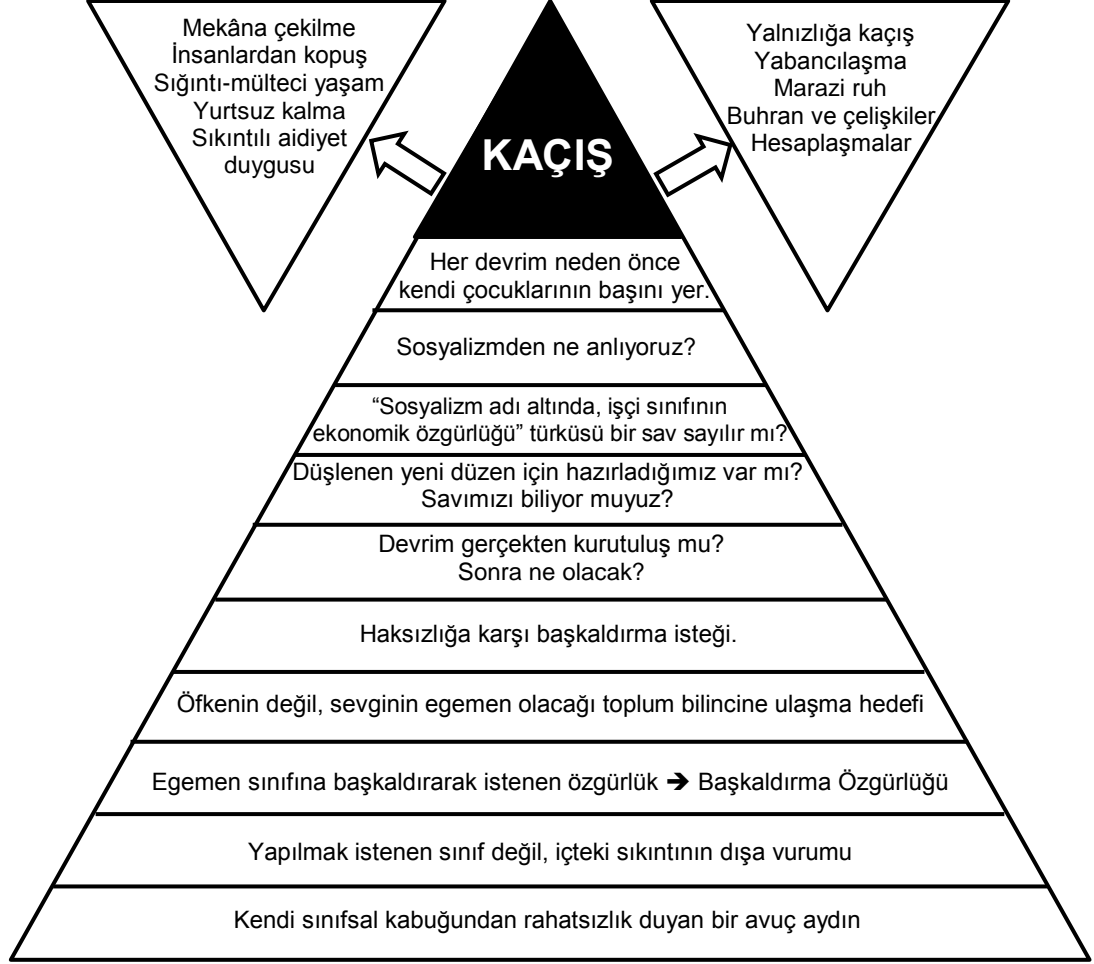 Mekâna çekilme
İnsanlardan kopuş
Sığıntı-mülteci yaşam
Yurtsuz kalma
Sıkıntılı aidiyet
duygusu
KAÇIŞ
Yalnızlığa kaçış
Yabancılaşma
Marazi ruh
Buhran ve çelişkiler
Hesaplaşmalar
Her devrim neden önce
kendi çocuklarının başını yer.
Sosyalizmden ne anlıyoruz?
“Sosyalizm adı altında, işçi sınıfının
ekonomik özgürlüğü” türküsü bir sav sayılır mı?
Düşlenen yeni düzen için hazırladığımız var mı?
Savımızı biliyor muyuz?
Devrim gerçekten kurutuluş mu?
Sonra ne olacak?
Haksızlığa karşı başkaldırma isteği.
Öfkenin değil, sevginin egemen olacağı toplum bilincine ulaşma hedefi
Egemen sınıfına başkaldırarak istenen özgürlük ➔ Başkaldırma Özgürlüğü
Yapılmak istenen sınıf değil, içteki sıkıntının dışa vurumu
Kendi sınıfsal kabuğundan rahatsızlık duyan bir avuç aydın